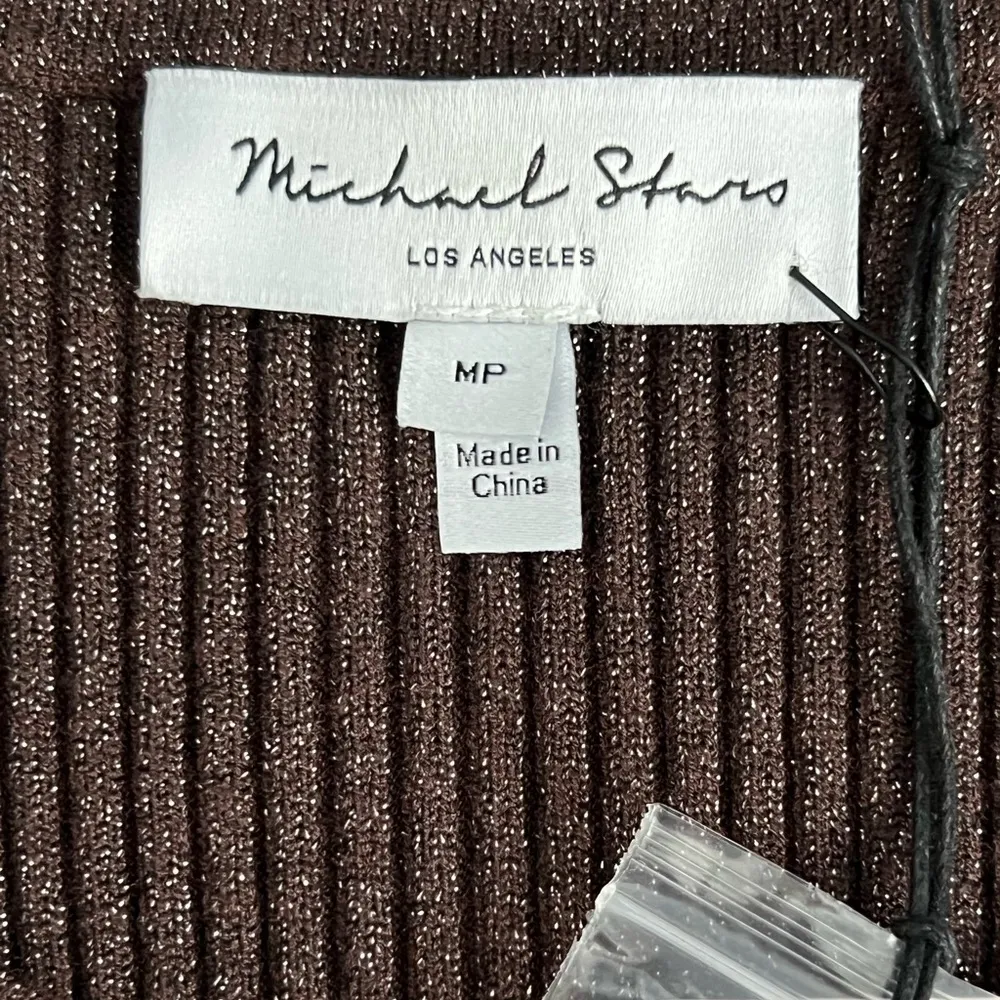 Michael Stars
LOS ANGELES
MP
Made in
China